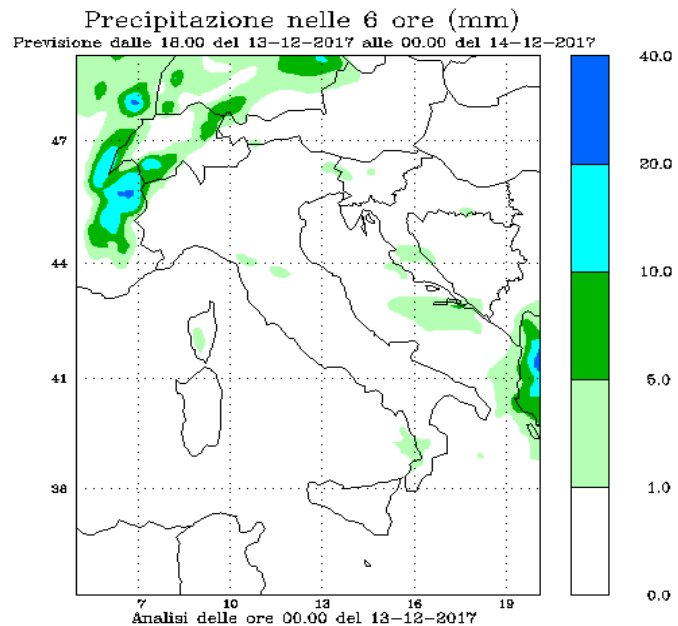 Precipitazione nelle 6 ore (mm)
Previsione dalle 18.00 del 13-12-2017 alle 00.00 del 14-12-2017
40.0
47
20.0
10.0
44
5.0
41
1.0
38
0.0
7 10 13 16 19
Analisi delle ore 00.00 del 13-12-2017